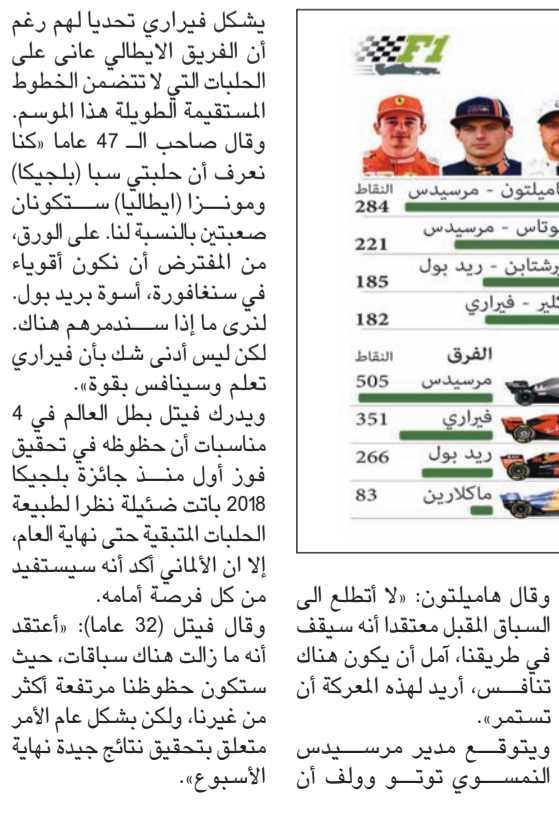 F1
النقاط
هاميلتون - مرسيدس
284
بوتاس - مرسيدس
221
فيرشتابن - ريد بول
185
لوكلير - فيراري
182
الفرق
النقاط
مرسيدس
505
فيراري
351
ريد بول
266
ماكلارين
83
وقال هاميلتون: «لا أتطلع الى
السباق المقبل معتقدا أنه سيقف
في طريقنا، آمل أن يكون هناك
تنافـــس، أريد لهذه المعركة أن
تستمر».
ويتوقـــع مدير مرســـيدس
النمســـوي توتـــو وولف أن
يشكل فيراري تحديا لهم رغم
أن الفريق الايطالي عانى على
الحلبات التي لا تتضمن الخطوط
المستقيمة الطويلة هذا الموسم.
وقال صاحب الـ 47 عاما «كنا
نعرف أن حلبتي سبا (بلجيكا)
ومونـــزا (ايطاليا) ســـتكونان
صعبتين بالنسبة لنا. على الورق،
من المفترض أن نكون أقوياء
في سنغافورة، أسوة بريد بول.
لنرى ما إذا ســـندمرهم هناك.
لكن ليس أدنى شك بأن فيراري
تعلم وسينافس بقوة».
ويدرك فيتل بطل العالم في 4
مناسبات أن حظوظه في تحقيق
فوز أول منـــذ جائزة بلجيكا
2018 باتت ضئيلة نظرا لطبيعة
الحلبات المتبقية حتى نهاية العام،
إلا ان الألماني أكد أنه سيستفيد
من كل فرصة أمامه.
وقال فيتل (32 عاما): «أعتقد
أنه ما زالت هناك سباقات، حيث
ستكون حظوظنا مرتفعة أكثر
من غيرنا، ولكن بشكل عام الأمر
متعلق بتحقيق نتائج جيدة نهاية
الأسبوع».